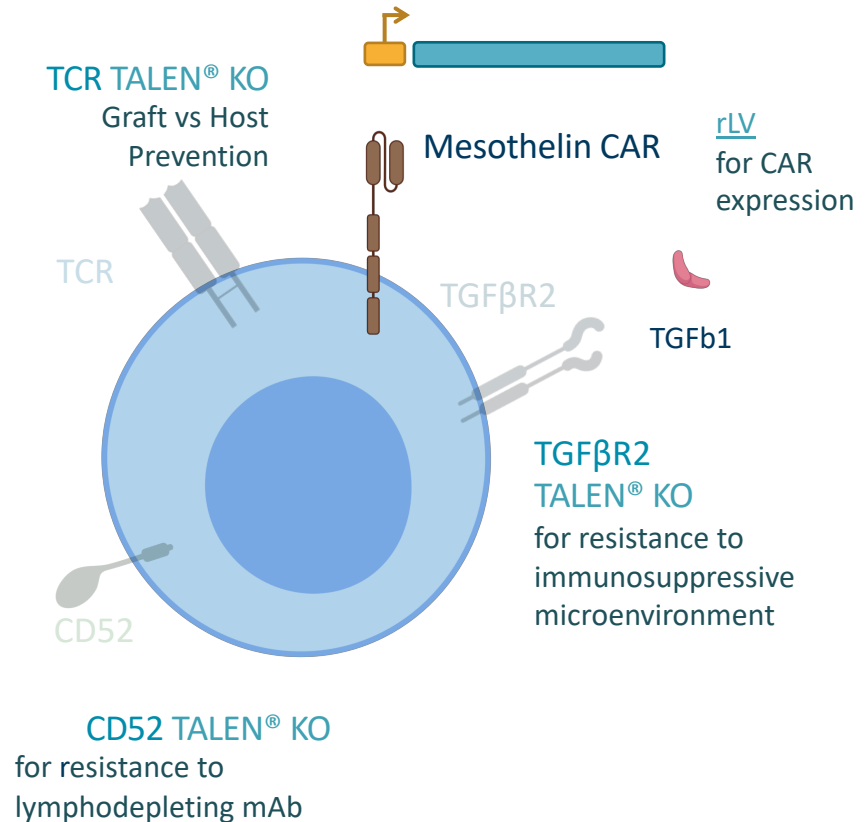 TCR TALEN® KO
Graft vs Host
Prevention
Mesothelin CAR
rLV
for CAR
expression
TCR
TGFβR2
TGFb1
TGFβR2
TALEN® KO
for resistance to
immunosuppressive
microenvironment
CD52
CD52 TALEN® KO
for resistance to
lymphodepleting mAb